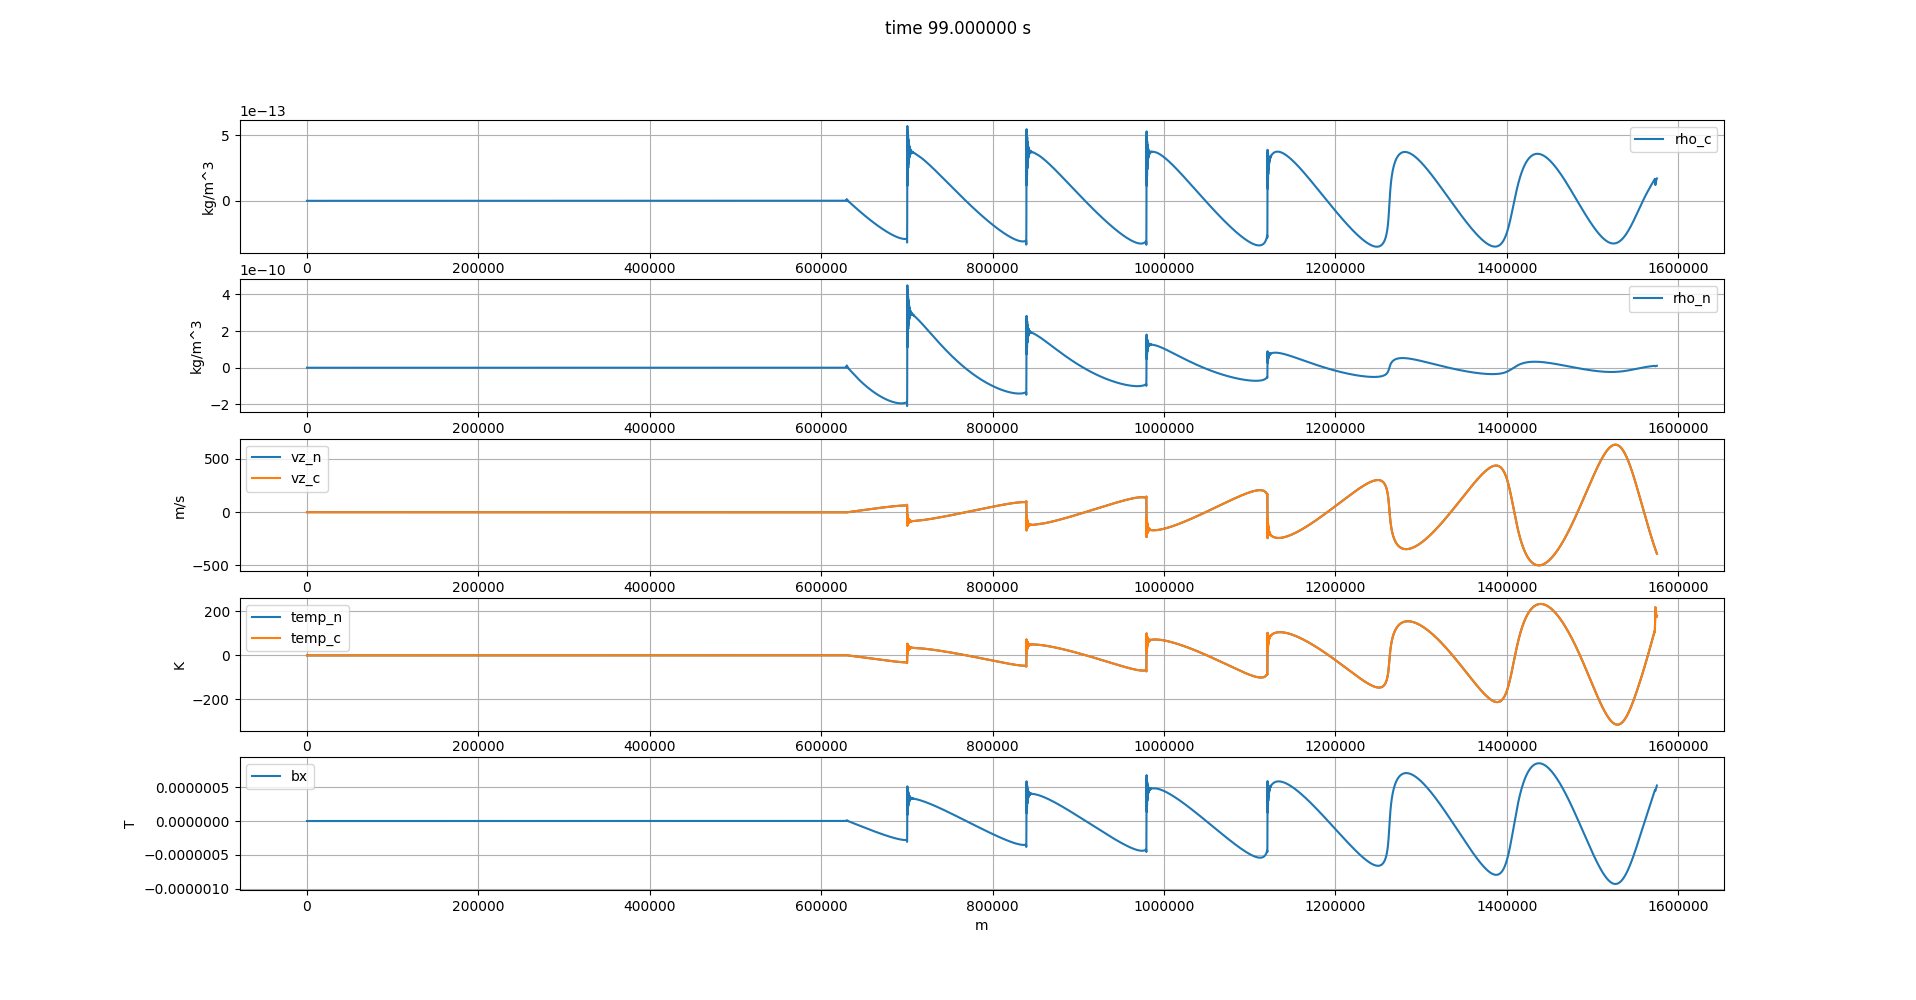 time 99.000000 s
1e−13
5
0
kg/m^3
rho_c
0 200000 400000 600000 800000 1000000 1200000 1400000 1600000
1e−10
4
2
0
−2
kg/m^3
rho_n
0 200000 400000 600000 800000 1000000 1200000 1400000 1600000
500
0
−500
m/s
vz_n
vz_c
0 200000 400000 600000 800000 1000000 1200000 1400000 1600000
200
0
−200
K
temp_n
temp_c
0 200000 400000 600000 800000 1000000 1200000 1400000 1600000
0.0000005
0.0000000
−0.0000005
−0.0000010
T
bx
0 200000 400000 600000 800000 1000000 1200000 1400000 1600000
m